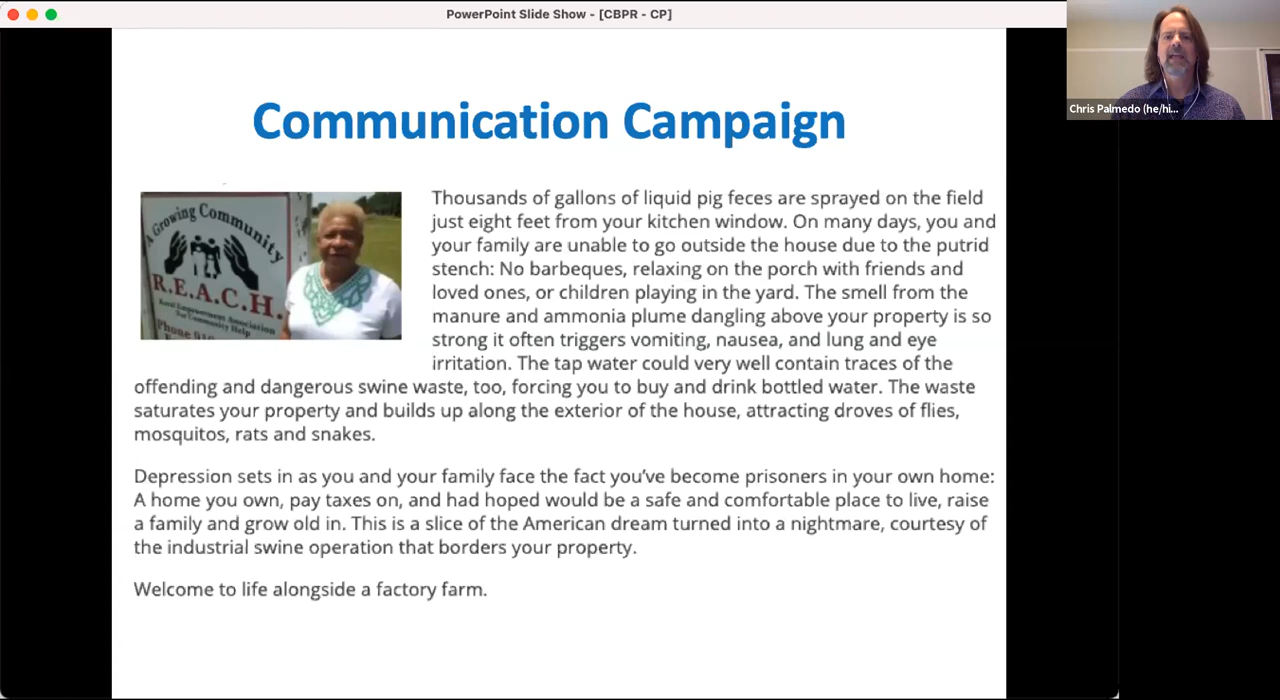 PowerPoint Slide Show - [CBPR - CP]
Chris Palmedo (he/hi...
Communication Campaign
A Growing Community
R.E.A.C.H.
Rural Empowerment Association
For Community Help
Phone 910
Thousands of gallons of liquid pig feces are sprayed on the field
just eight feet from your kitchen window. On many days, you and
your family are unable to go outside the house due to the putrid
stench: No barbeques, relaxing on the porch with friends and
loved ones, or children playing in the yard. The smell from the
manure and ammonia plume dangling above your property is so
strong it often triggers vomiting, nausea, and lung and eye
irritation. The tap water could very well contain traces of the
offending and dangerous swine waste, too, forcing you to buy and drink bottled water. The waste
saturates your property and builds up along the exterior of the house, attracting droves of flies,
mosquitos, rats and snakes.
Depression sets in as you and your family face the fact you've become prisoners in your own home:
A home you own, pay taxes on, and had hoped would be a safe and comfortable place to live, raise
a family and grow old in. This is a slice of the American dream turned into a nightmare, courtesy of
the industrial swine operation that borders your property.
Welcome to life alongside a factory farm.